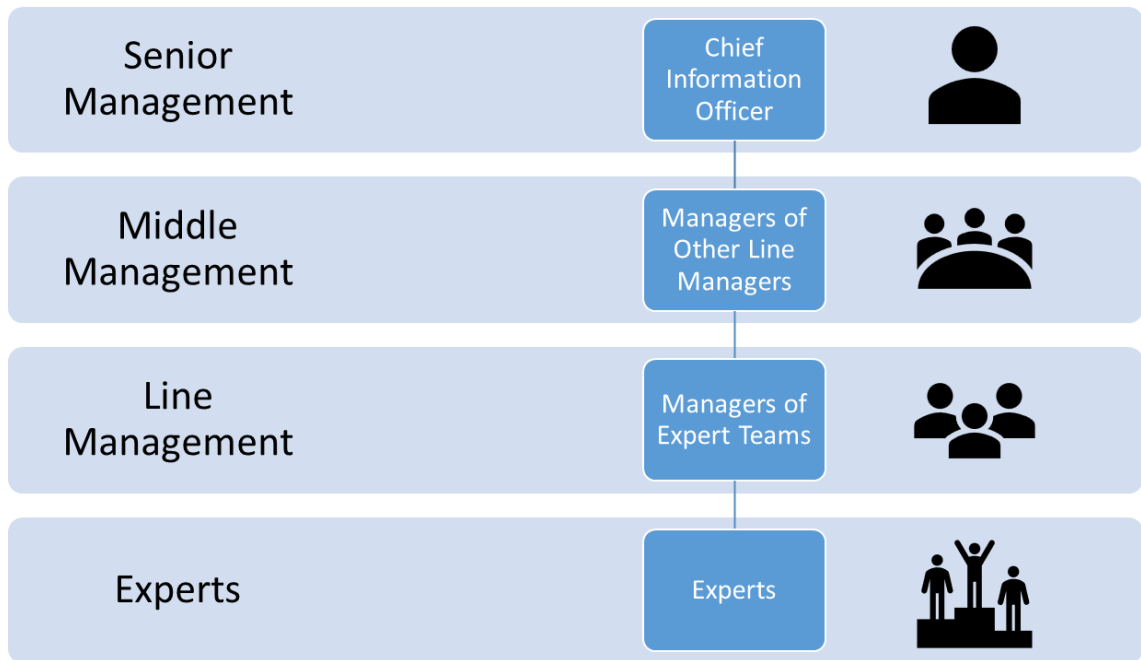 Senior
Management
Chief
Information
Officer
Middle
Management
Managers of
Other Line
Managers
Line
Management
Managers of
Expert Teams
Experts
Experts